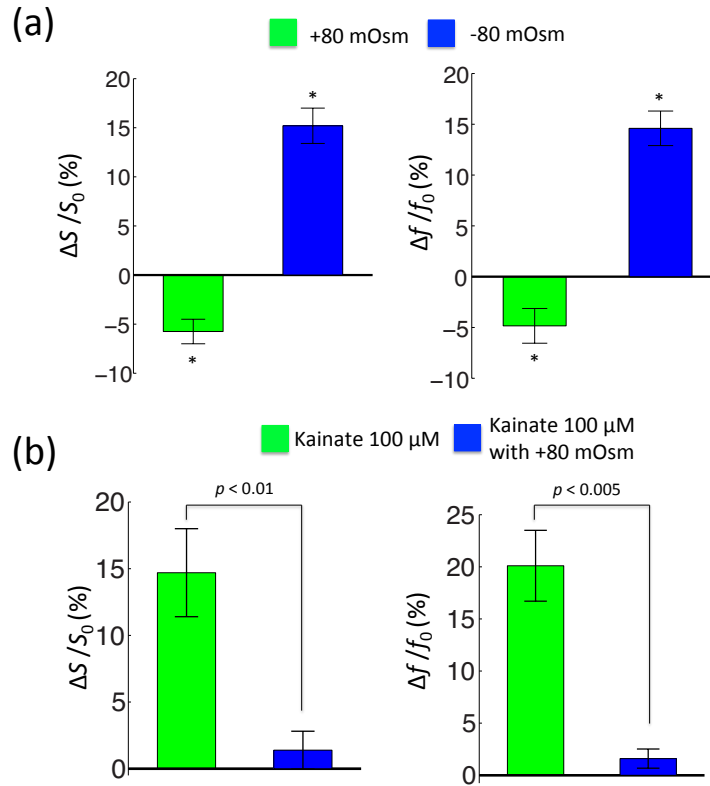 (a)
+80 mOsm
-80 mOsm
20
15
10
5
0
−5
−10
ΔS /S0 (%)
*
*
20
15
10
5
0
−5
−10
Δf /f0 (%)
*
*
(b)
Kainate 100 μM
Kainate 100 μM
with +80 mOsm
20
15
10
5
0
ΔS /S0 (%)
p < 0.01
25
20
15
10
5
0
Δf /f0 (%)
p < 0.005